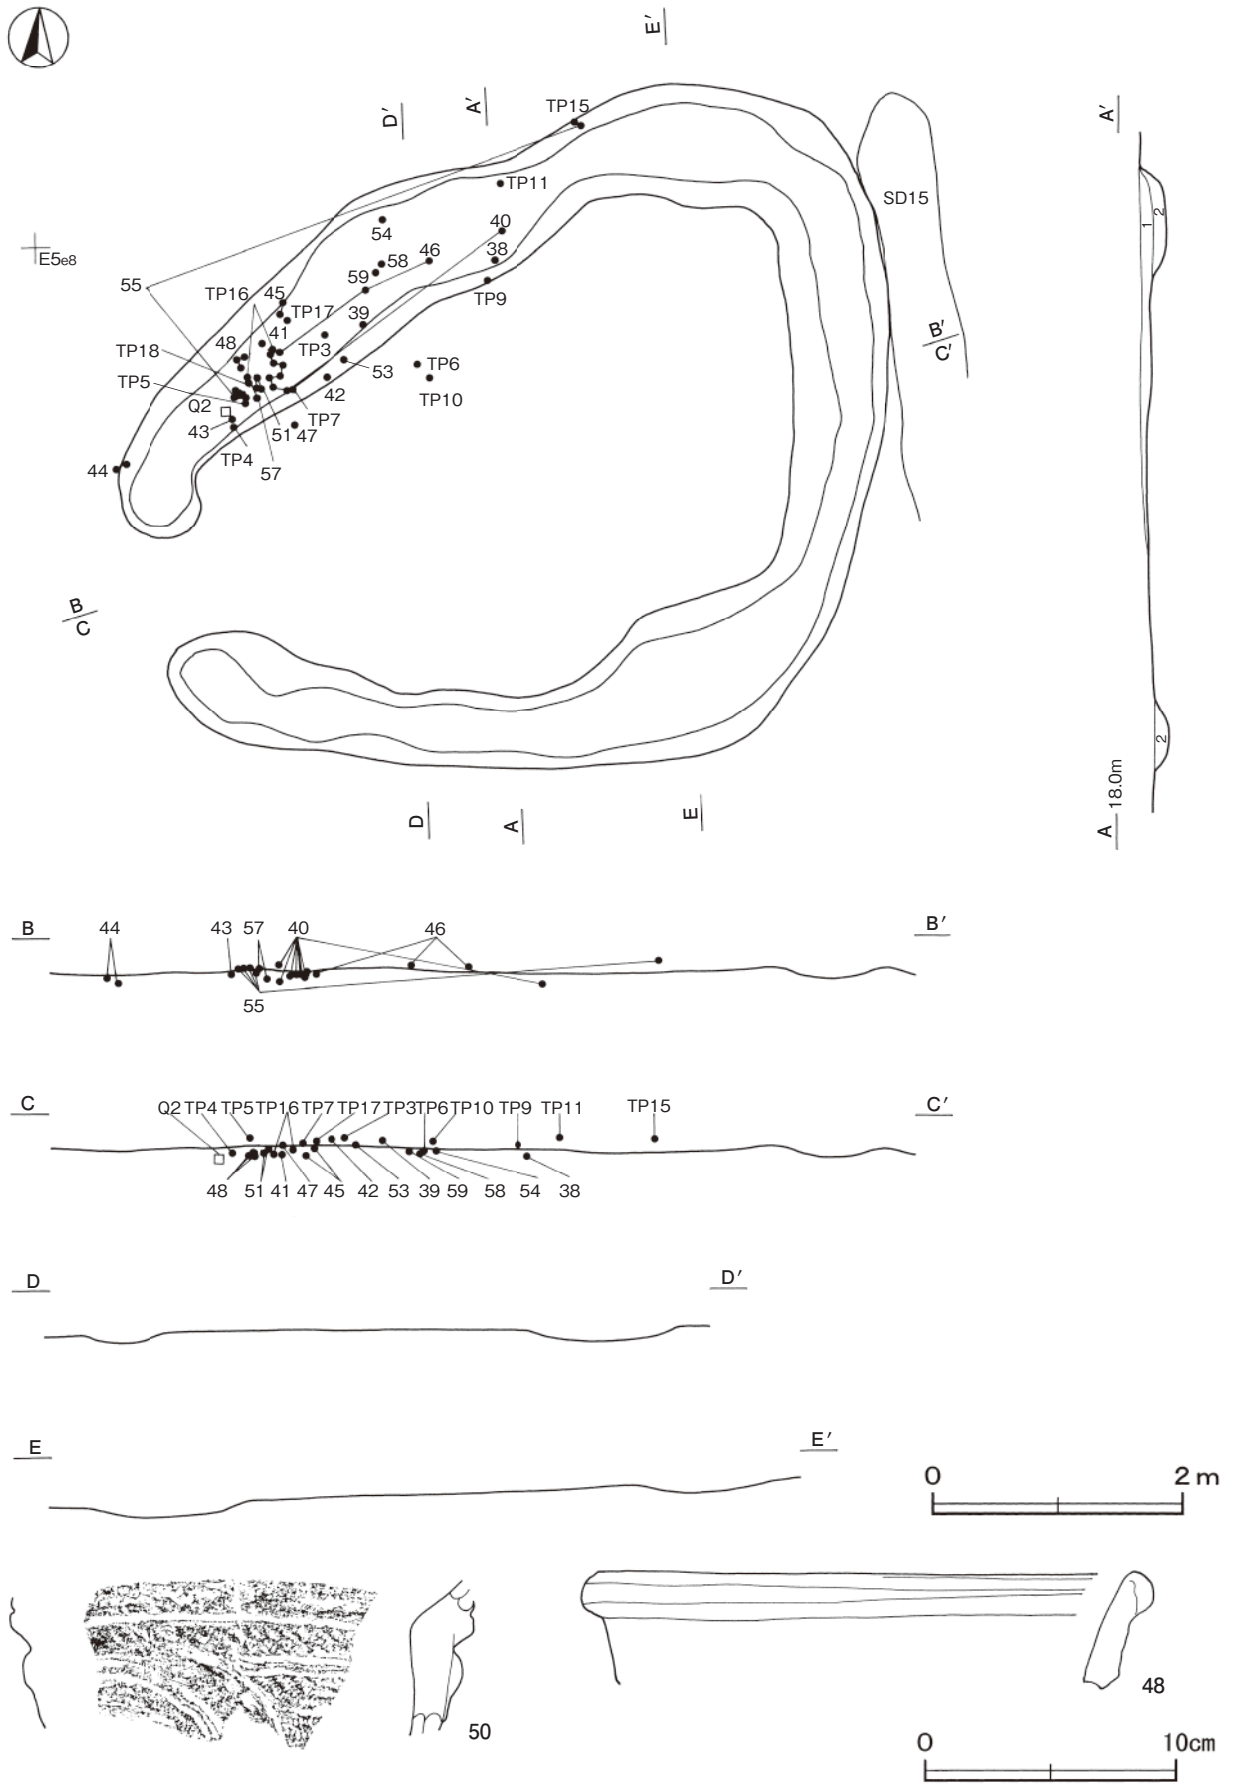 E′
D′
A′
TP15
A′
TP11
SD15
54
40
E5e8
58
46
38
59
55
TP16
45
TP9
TP17
39
1
2
48
41
TP3
B′
C′
TP18
53
TP6
TP5
42
TP10
Q2
TP7
43
51
47
TP4
57
44
B
C
2
D
A
E
A 18.0m
B
44
43
57
40
46
B′
55
C
Q2
TP4
TP5
TP16
TP7
TP17
TP3
TP6
TP10
TP9
TP11
TP15
C′
48
51
41
47
45
42
53
39
59
58
54
38
D
D′
E
E′
0
2m
50
48
0
10cm